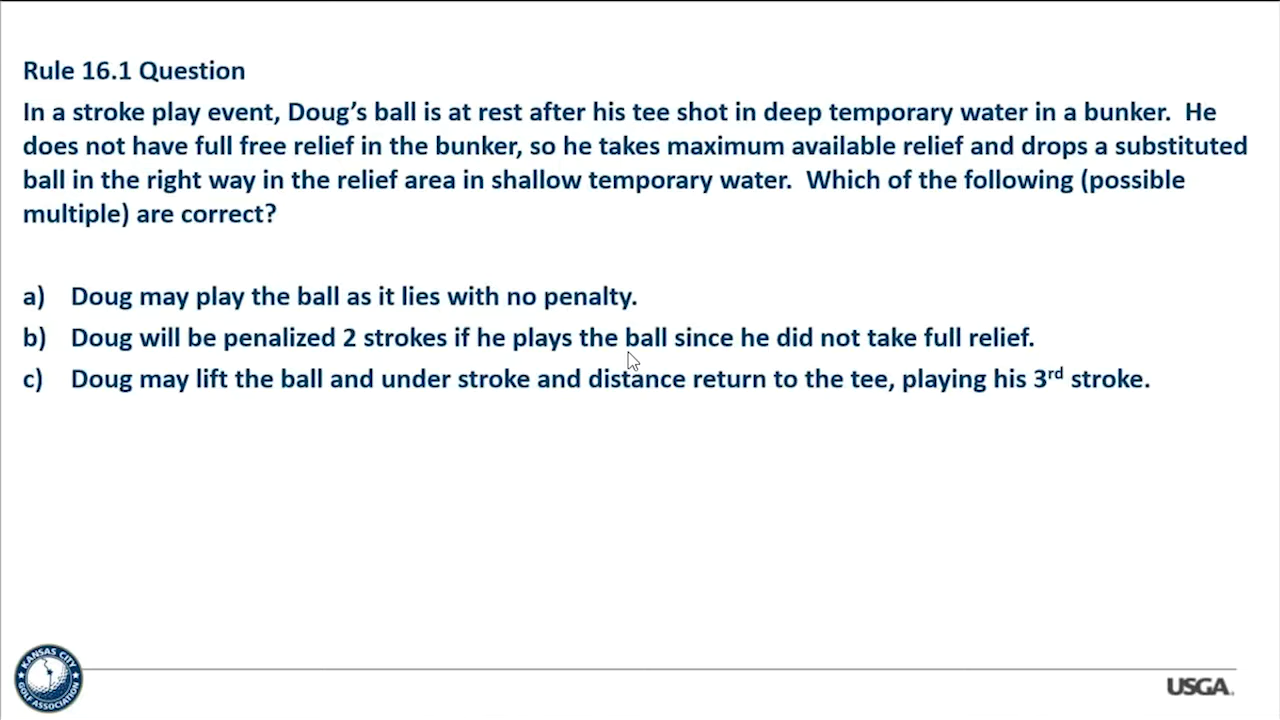 Rule 16.1 Question
In a stroke play event, Doug's ball is at rest after his tee shot in deep temporary water in a bunker.  He
does not have full free relief in the bunker, so he takes maximum available relief and drops a substituted
ball in the right way in the relief area in shallow temporary water.  Which of the following (possible
multiple) are correct?
a) Doug may play the ball as it lies with no penalty.
b) Doug will be penalized 2 strokes if he plays the ball since he did not take full relief.
c) Doug may lift the ball and under stroke and distance return to the tee, playing his 3rd stroke.
KANSAS CITY
GOLF ASSOCIATION
USGA.